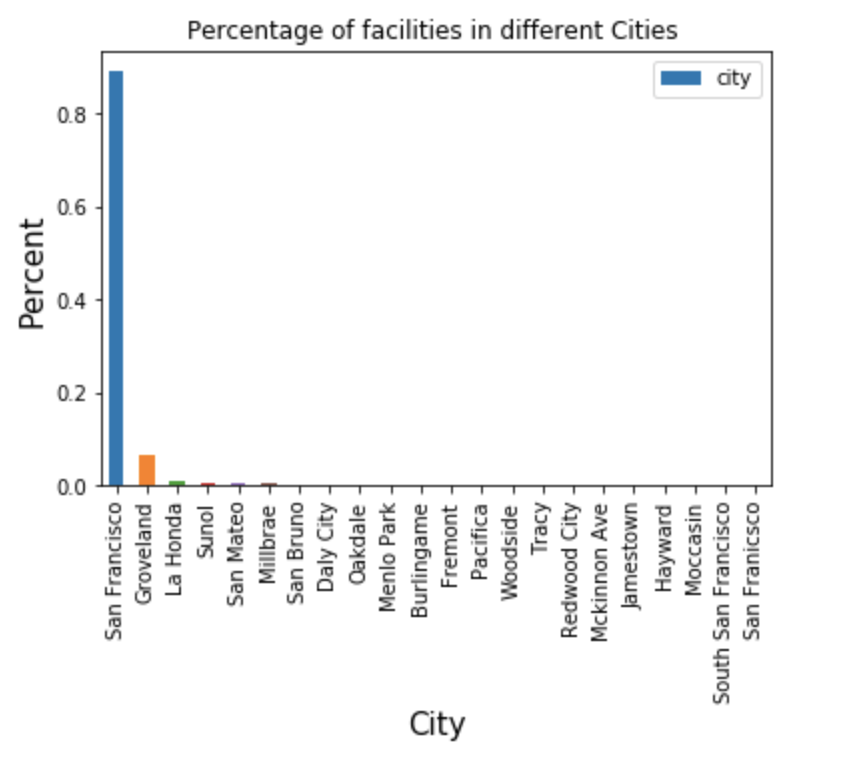 Percentage of facilities in different Cities
city
Percent
0.8
0.6
0.4
0.2
0.0
San Francisco
Groveland
La Honda
Sunol
San Mateo
Millbrae
San Bruno
Daly City
Oakdale
Menlo Park
Burlingame
Fremont
Pacifica
Woodside
Tracy
Redwood City
Mckinnon Ave
Jamestown
Hayward
Moccasin
South San Francisco
San Franicsco
City